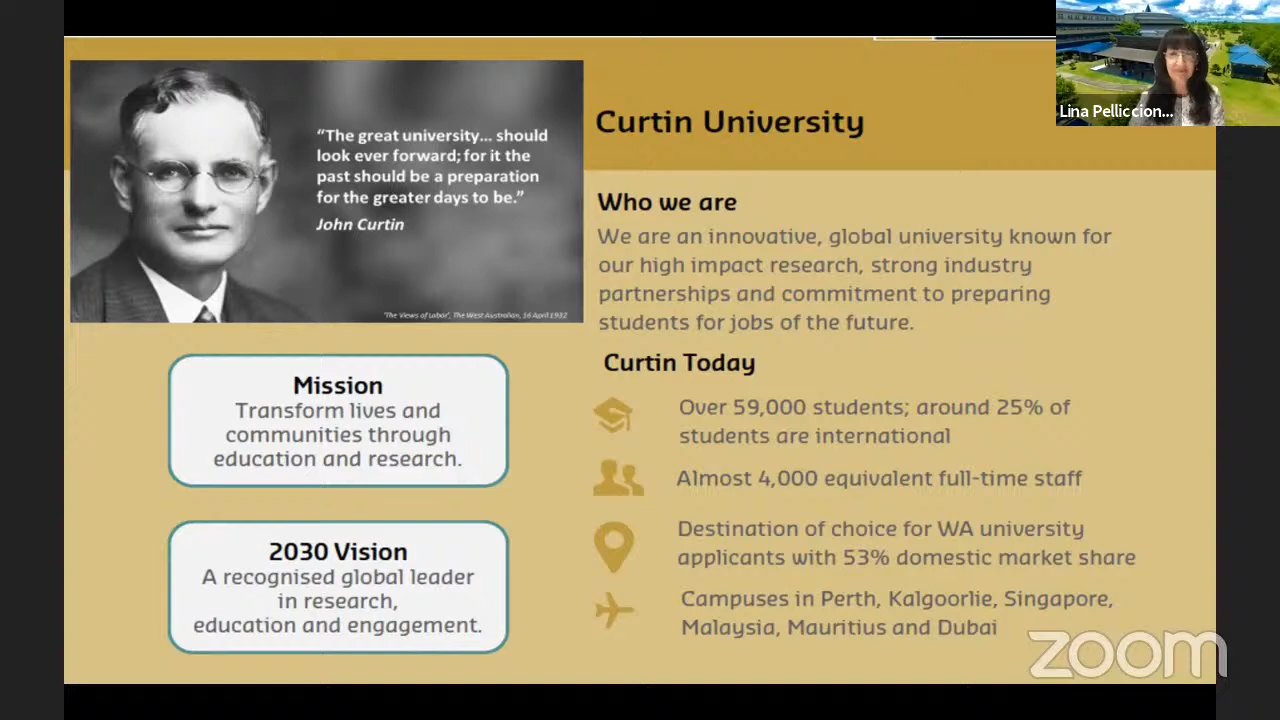 “The great university... should
look ever forward; for it the
past should be a preparation
for the greater days to be.”
John Curtin
'The Views of Labor', The West Australian, 16 April 1932
Curtin University
Lina Pelliccion...
Who we are
We are an innovative, global university known for
our high impact research, strong industry
partnerships and commitment to preparing
students for jobs of the future.
Mission
Transform lives and
communities through
education and research.
2030 Vision
A recognised global leader
in research,
education and engagement.
Curtin Today
Over 59,000 students; around 25% of
students are international
Almost 4,000 equivalent full-time staff
Destination of choice for WA university
applicants with 53% domestic market share
Campuses in Perth, Kalgoorlie, Singapore,
Malaysia, Mauritius and Dubai
zoom